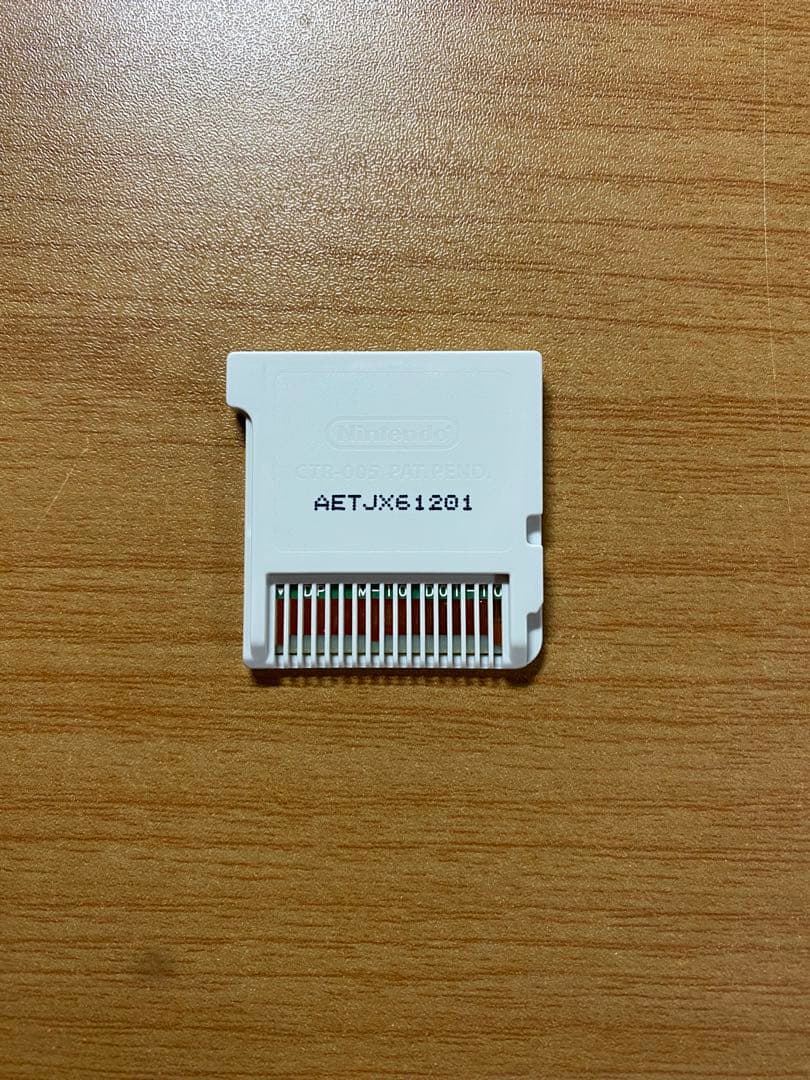 Nintendo
CTR-005 PAT. PEND.
AETJX61201